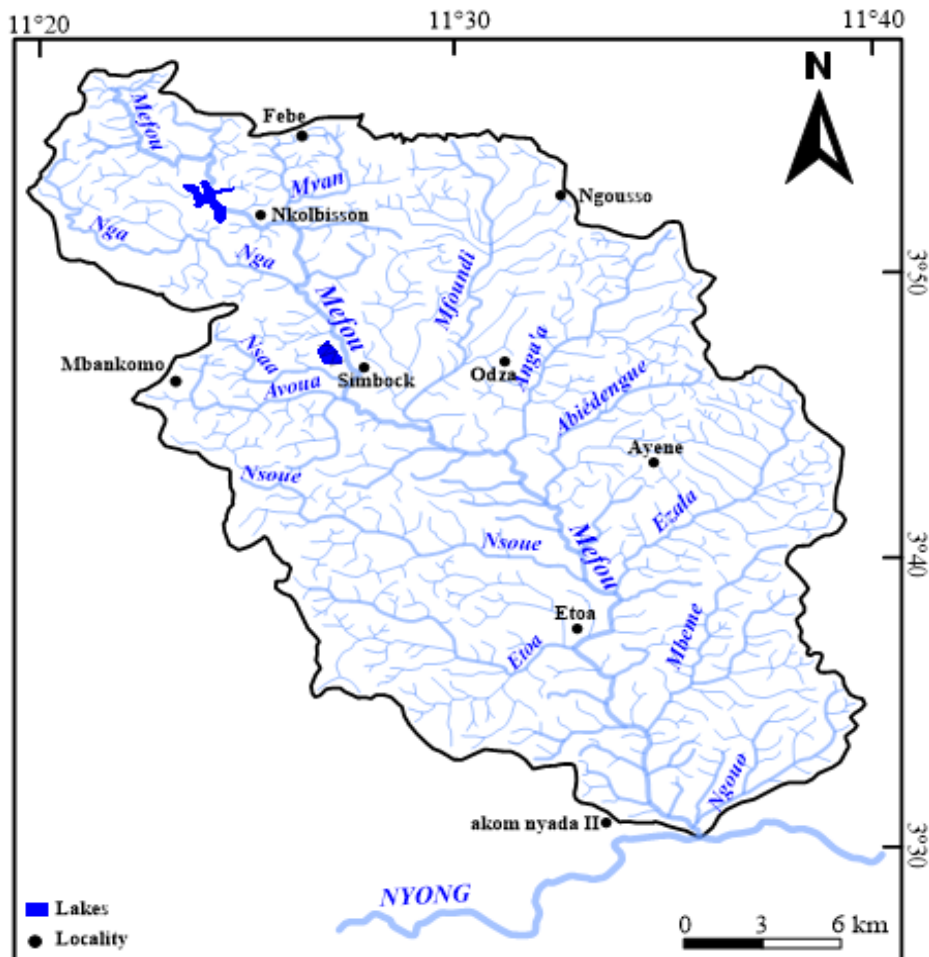 11°20
11°30
11°40
N
Febe
Mefou
Mvan
Ngousso
Nkolbisson
Nga
Nga
3°50
Mfoundi
Mefou
Nsaa
Mbankomo
Simbock
Odza
Anga'a
Avoua
Abiédengue
Ayene
Nsoue
Ezala
Nsoue
Mefou
3°40
Etoa
Mbeme
Etoa
Ngouo
akom nyada II
3°30
NYONG
Lakes
Locality
0 3 6 km